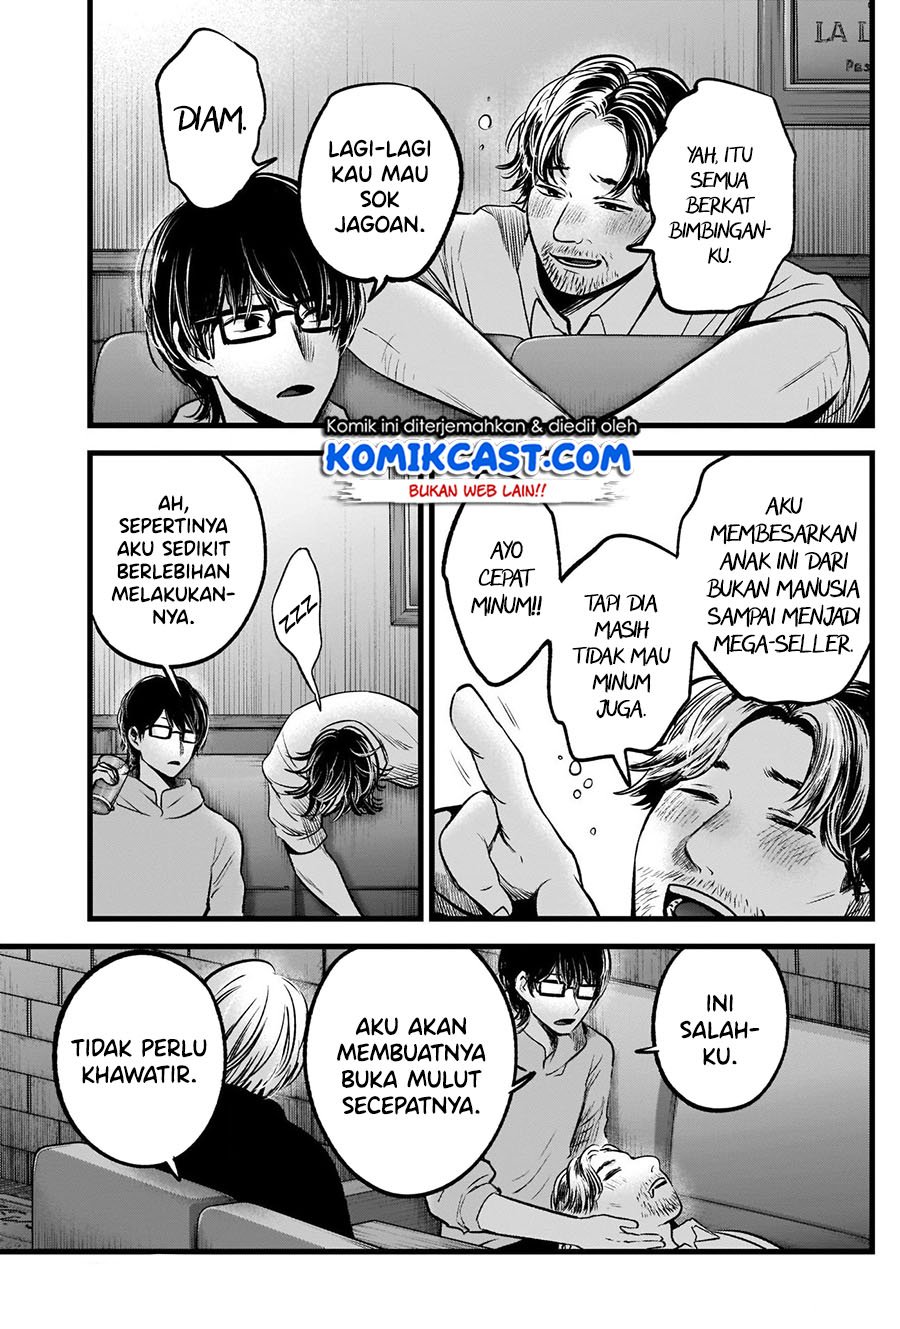 LA L
Pas
YAH, ITU
SEMUA
BERKAT
BIMBINGAN-
KU.
LAGI-LAGI
KAU MAU
SOK
JAGOAN.
DIAM.
Komik ini diterjemahkan & diedit oleh
KOMIKCAST.COM
BUKAN WEB LAIN!!
AKU
MEMBESARKAN
ANAK INI DARI
BUKAN MANUSIA
SAMPAI MENJADI
MEGA-SELLER.
TAPI DIA
MASIH
TIDAK MAU
MINUM
JUGA.
AYO
CEPAT
MINUM!!
ZZZ
AH,
SEPERTINYA
AKU SEDIKIT
BERLEBIHAN
MELAKUKAN-
NYA.
INI
SALAH-
KU.
AKU AKAN
MEMBUATNYA
BUKA MULUT
SECEPATNYA.
TIDAK PERLU
KHAWATIR.